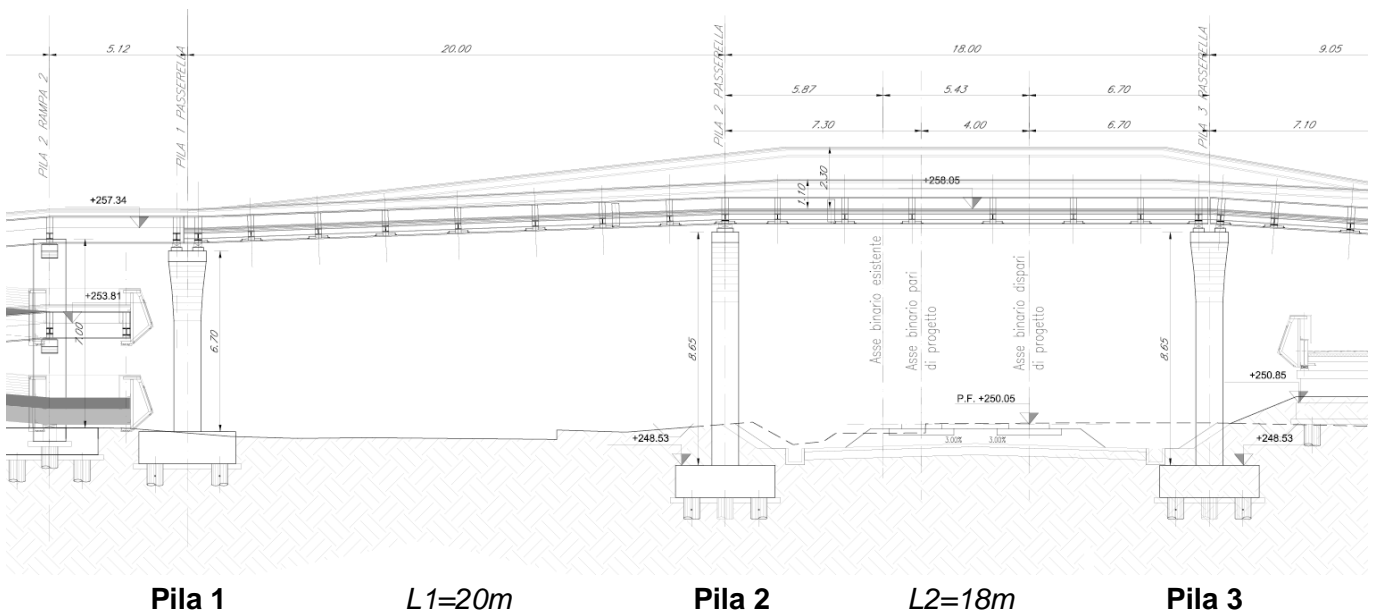 5.12
20.00
18.00
9.05
PILA 2 RAMPA 2
PILA 1 PASSERELLA
PILA 2 PASSERELLA
PILA 3 PASSERELLA
5.87
5.43
6.70
7.30
4.00
6.70
7.10
+257.34
1.10
2.30
+258.05
+253.81
7.00
6.70
8.65
8.65
Asse binario esistente
Asse binario pari
di progetto
Asse binario dispari
di progetto
+250.85
P.F. +250.05
+248.53
3.00%
3.00%
+248.53
Pila 1
L1=20m
Pila 2
L2=18m
Pila 3